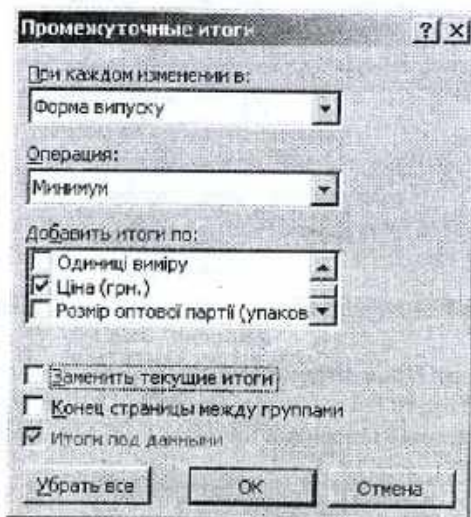 Промежуточные итоги
При каждом изменении в:
Форма випуску
Операция:
Минимум
Добавить итоги по:
Одиниці виміру
Ціна (грн.)
Розмір оптової партії (упаков
Заменить текущие итоги
Конец страницы между группами
Итоги под данными
Убрать все ОК Отмена